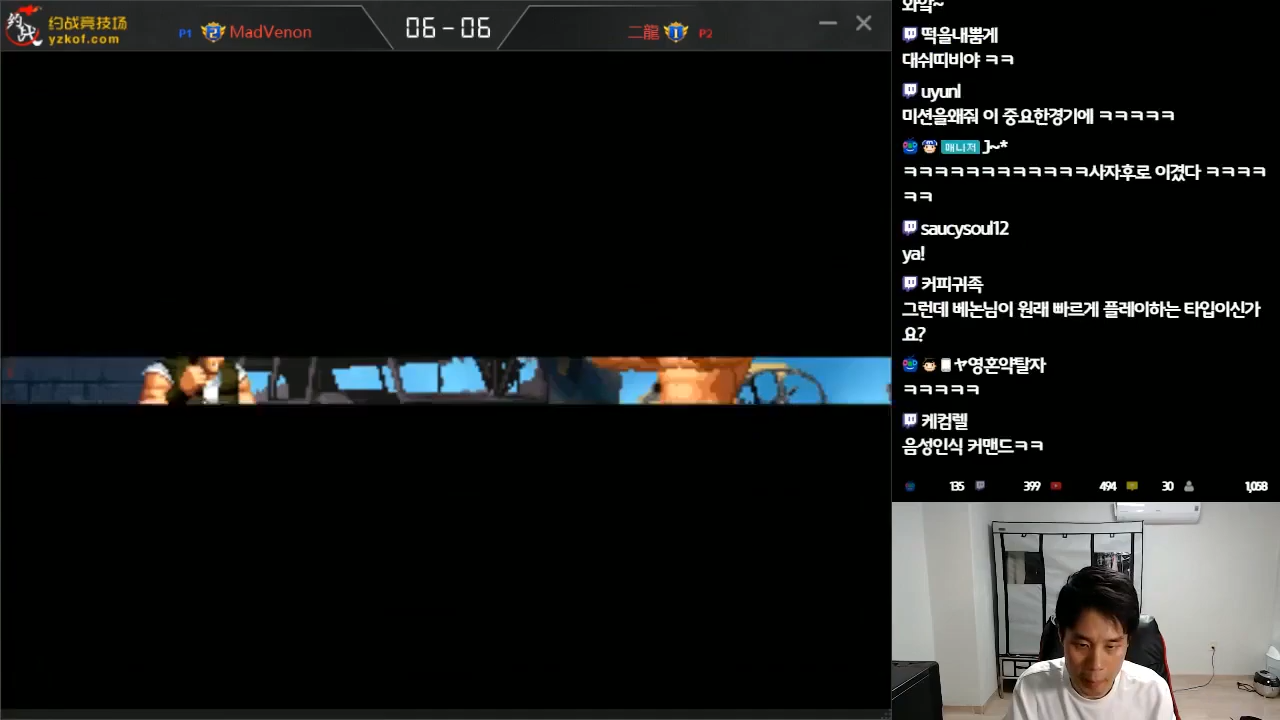 约战竞技场
yzkof.com
P1 2 MadVenon
06-06
二龍 1 P2
와앜~
떡을내뿜게
대쉬띠비야 ㅋㅋ
uyunl
미션을왜줘 이 중요한경기에 ㅋㅋㅋㅋㅋ
매니저 ]~*
ㅋㅋㅋㅋㅋㅋㅋㅋㅋㅋㅋㅋ사자후로 이겼다 ㅋㅋㅋㅋ
ㅋㅋ
saucysoul12
ya!
커피귀족
그런데 베논님이 원래 빠르게 플레이하는 타입이신가
요?
ヤ영혼약탈자
ㅋㅋㅋㅋㅋ
케컴렐
음성인식 커맨드ㅋㅋ
135 399 494 30 1,058